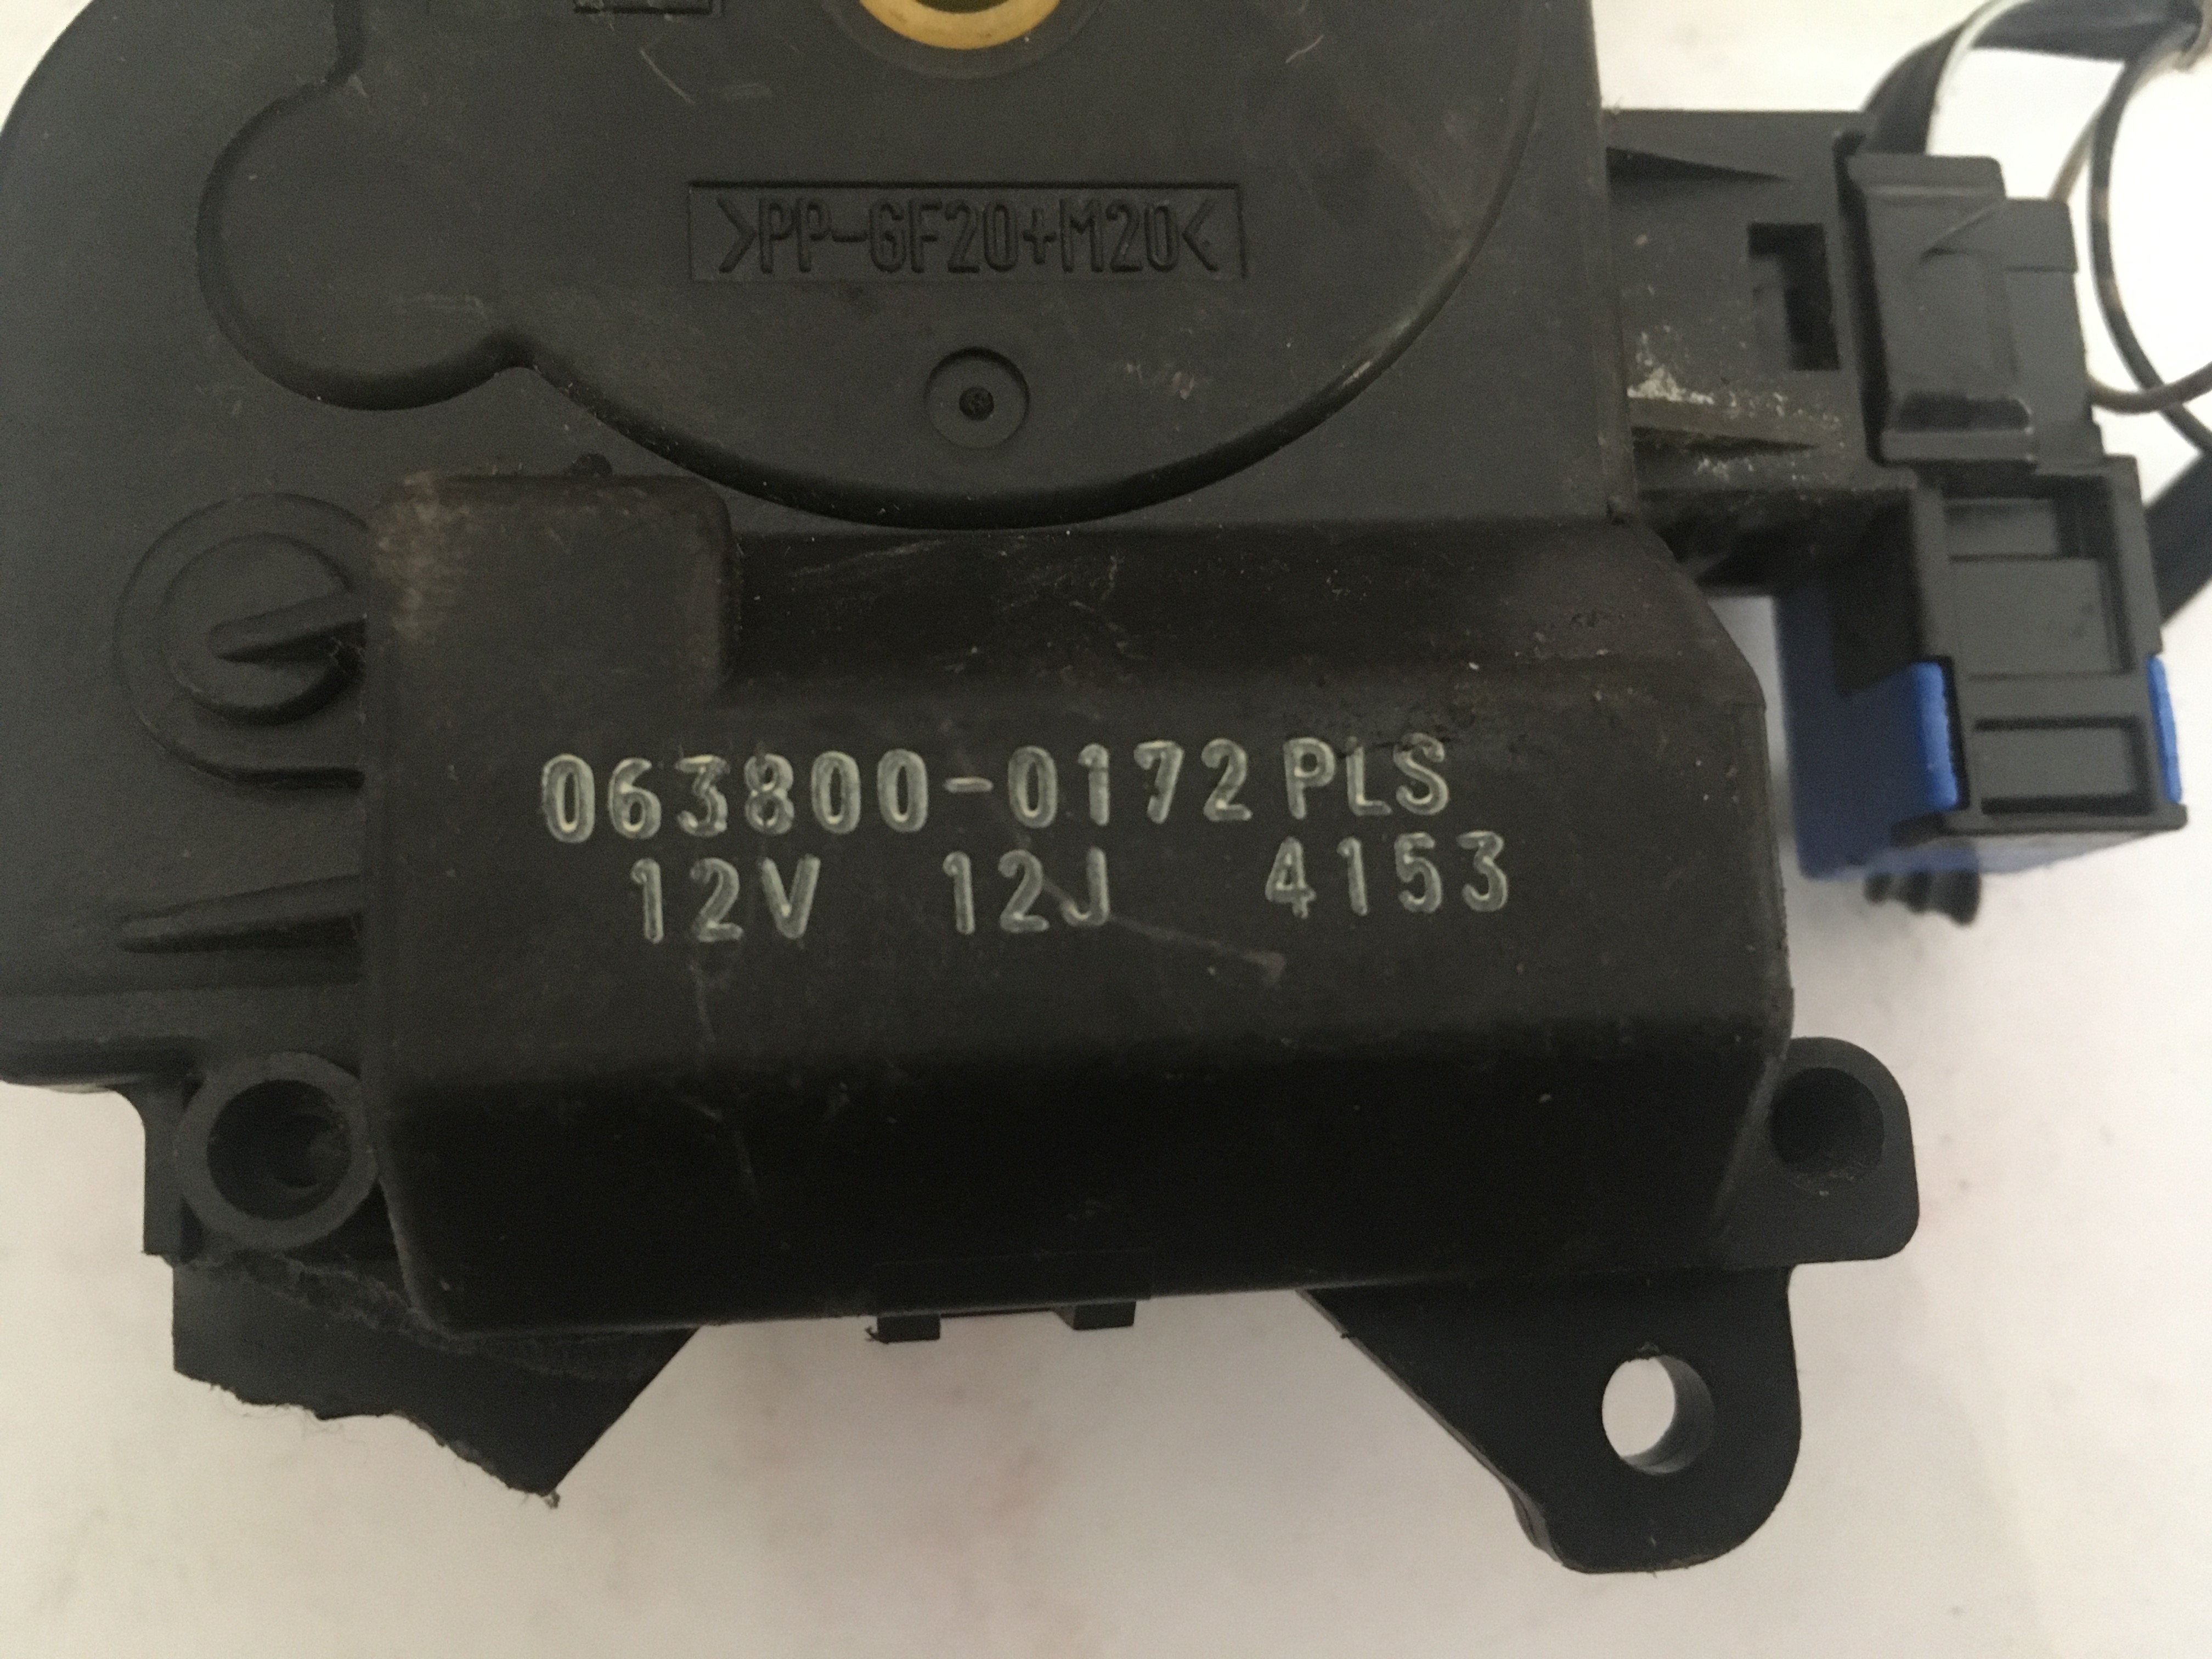 >PP-GF20+M20<
063800-0172 PLS
12V 12J 4153